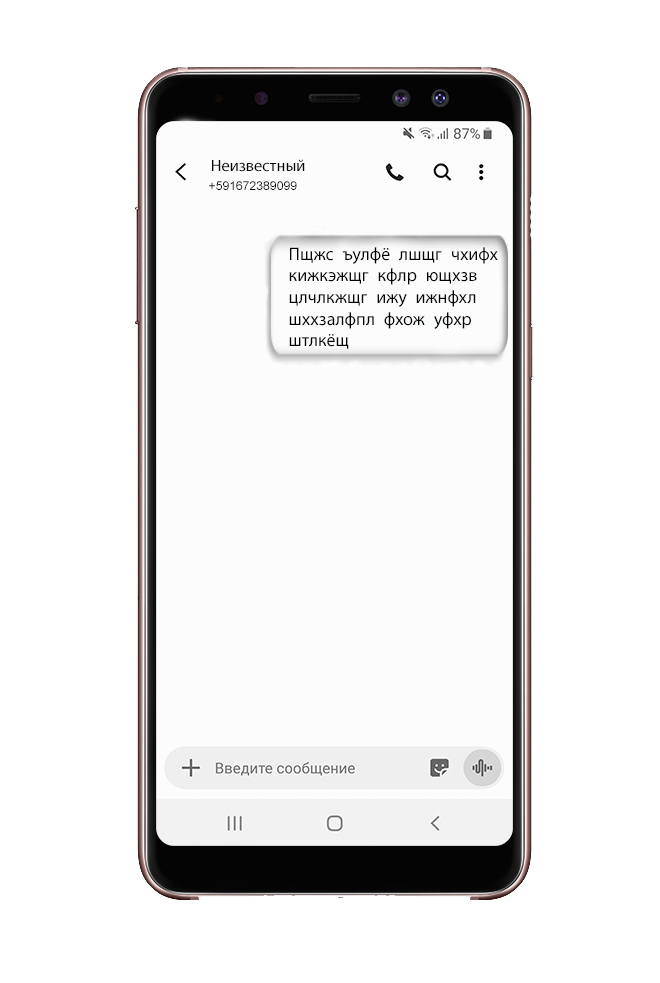 87%
Неизвестный
+591672389099
Пщжс ъулфё лшщг чхифх
кижкэжщг кфлр ющхзв
цлчлкжщг ижу ижнфхл
шххзалфпл фхож уфхр
штлкёщ
Введите сообщение